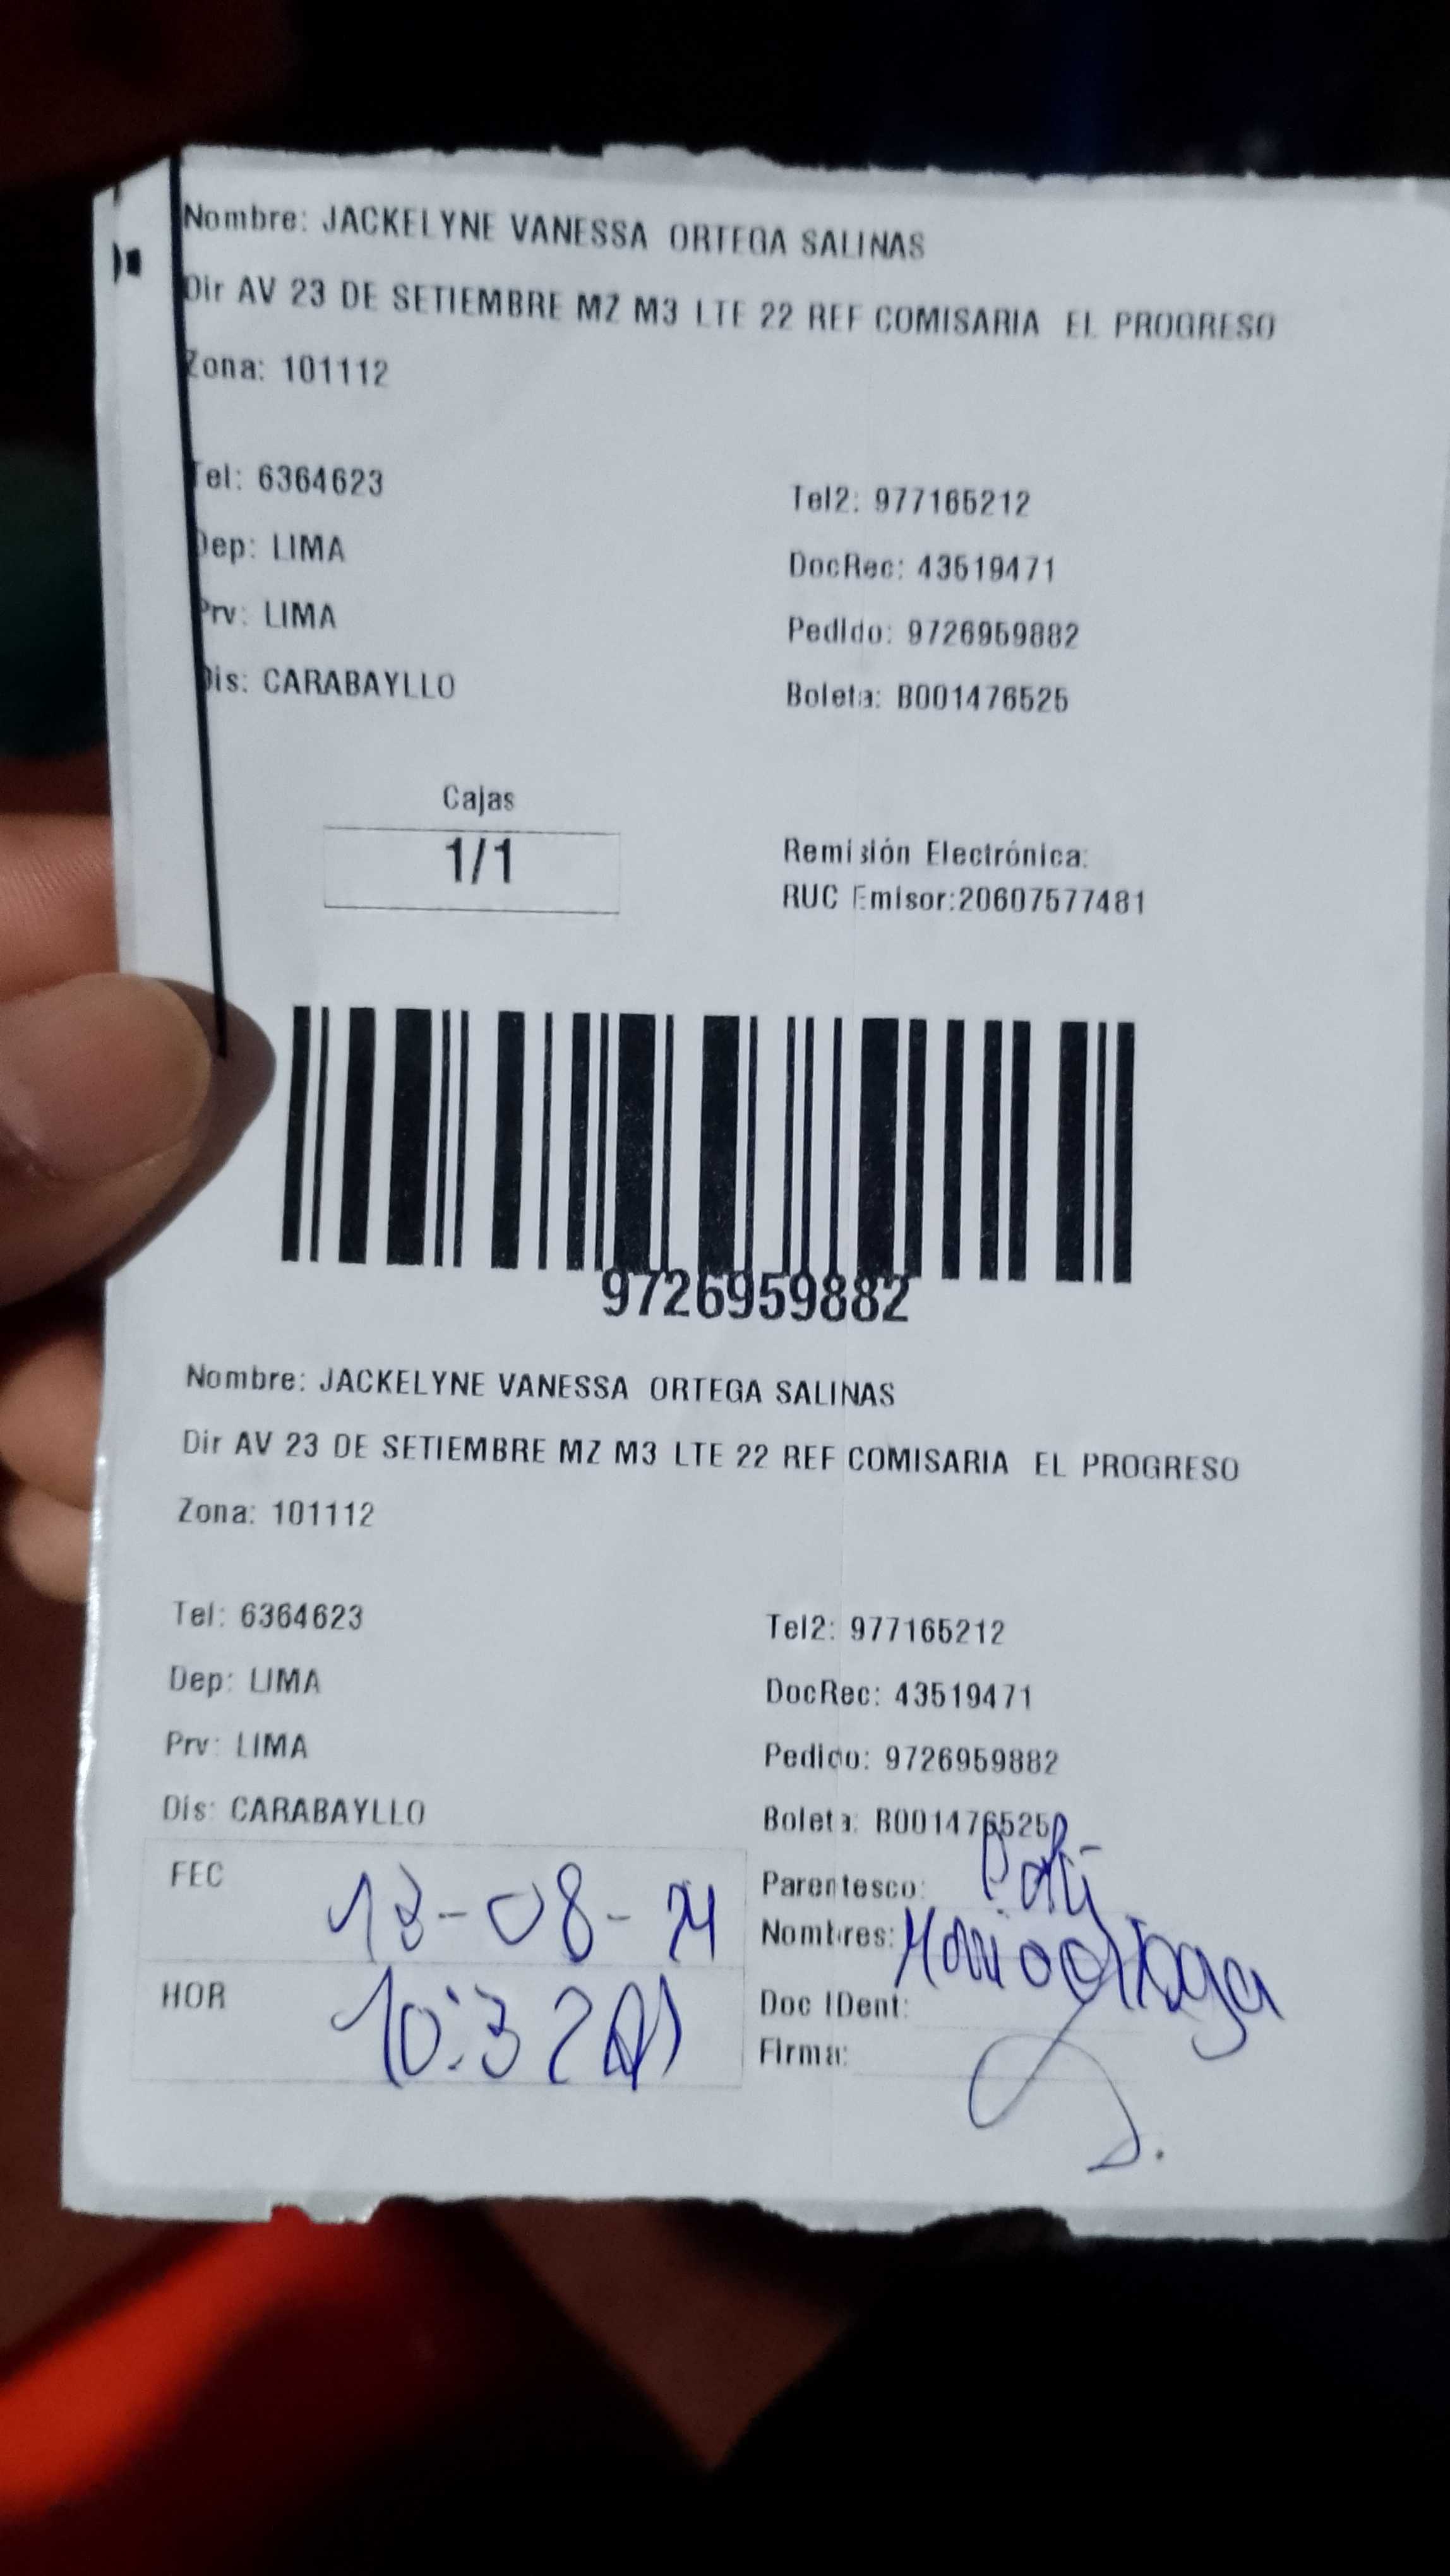 Nombre: JACKELYNE VANESSA ORTEGA SALINAS
Dir AV 23 DE SETIEMBRE MZ M3 LTE 22 REF COMISARIA EL PROGRESO
Zona: 101112
Tel: 6364623
Tel2: 977165212
Dep: LIMA
DocRec: 43519471
Prv: LIMA
Pedido: 9726959882
Dis: CARABAYLLO
Boleta: B001476525
Cajas
1/1
Remisión Electrónica:
RUC Emisor:20607577481
9726959882
Nombre: JACKELYNE VANESSA ORTEGA SALINAS
Dir AV 23 DE SETIEMBRE MZ M3 LTE 22 REF COMISARIA EL PROGRESO
Zona: 101112
Tel: 6364623
Tel2: 977165212
Dep: LIMA
DocRec: 43519471
Prv: LIMA
Pedido: 9726959882
Dis: CARABAYLLO
Boleta: B001476525
FEC 13-08-
Parentesco:
Nombres:
HOR 10:32
Doc IDent:
Firma: